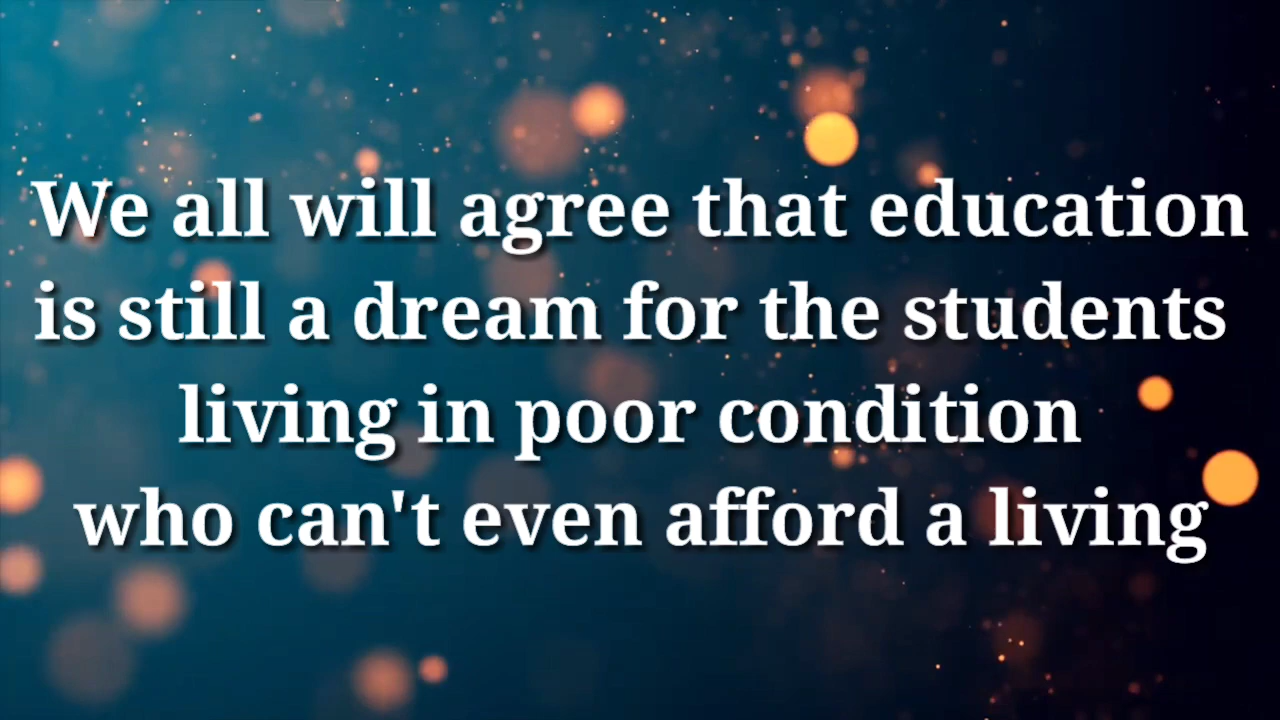 We all will agree that education
is still a dream for the students
living in poor condition
who can't even afford a living